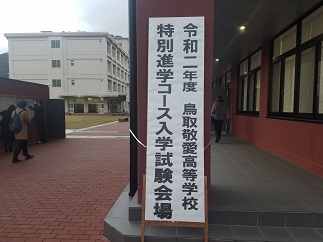 令和二年度 鳥取敬愛高等学校
特別進学コース入学試験会場